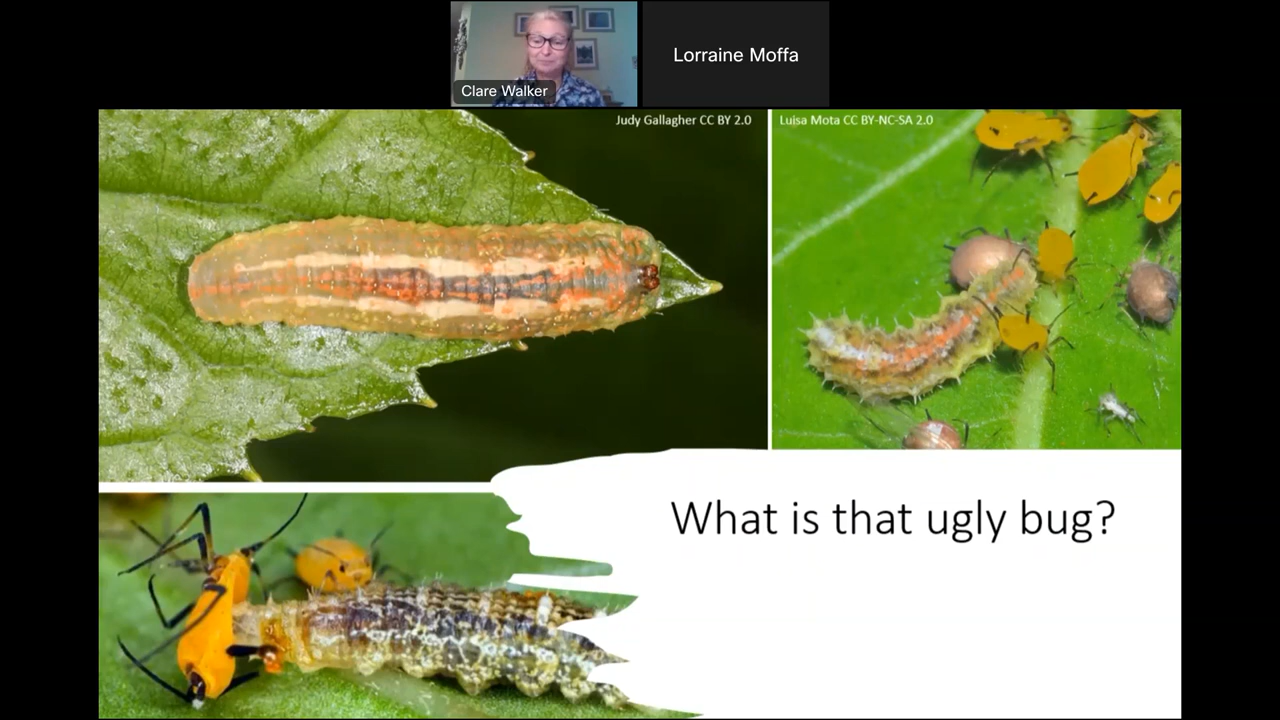 Clare Walker
Lorraine Moffa
Judy Gallagher CC BY 2.0
Luisa Mota CC BY-NC-SA 2.0
What is that ugly bug?